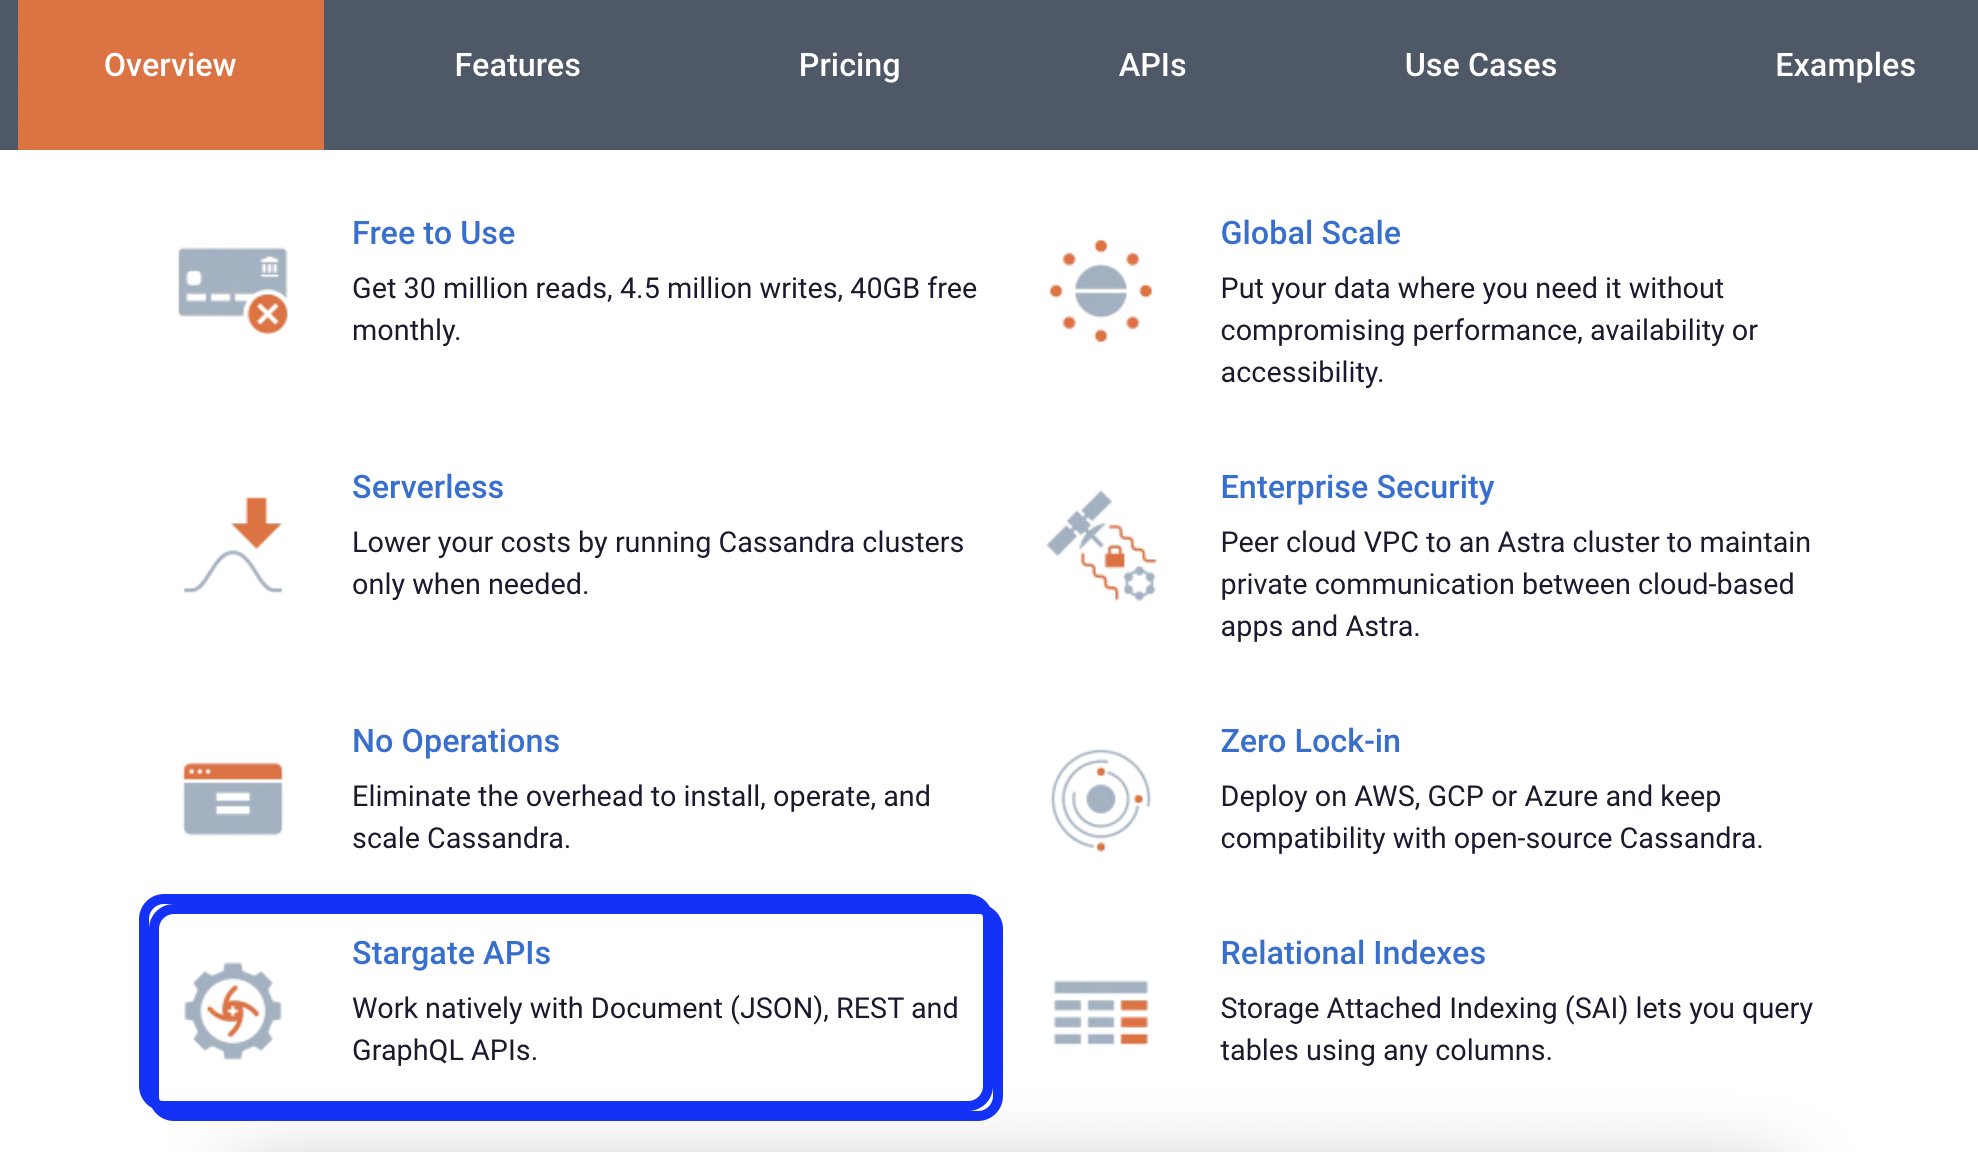 Overview
Features
Pricing
APIs
Use Cases
Examples
Free to Use
Get 30 million reads, 4.5 million writes, 40GB free
monthly.
Global Scale
Put your data where you need it without
compromising performance, availability or
accessibility.
Serverless
Lower your costs by running Cassandra clusters
only when needed.
Enterprise Security
Peer cloud VPC to an Astra cluster to maintain
private communication between cloud-based
apps and Astra.
No Operations
Eliminate the overhead to install, operate, and
scale Cassandra.
Zero Lock-in
Deploy on AWS, GCP or Azure and keep
compatibility with open-source Cassandra.
Stargate APIs
Work natively with Document (JSON), REST and
GraphQL APIs.
Relational Indexes
Storage Attached Indexing (SAI) lets you query
tables using any columns.